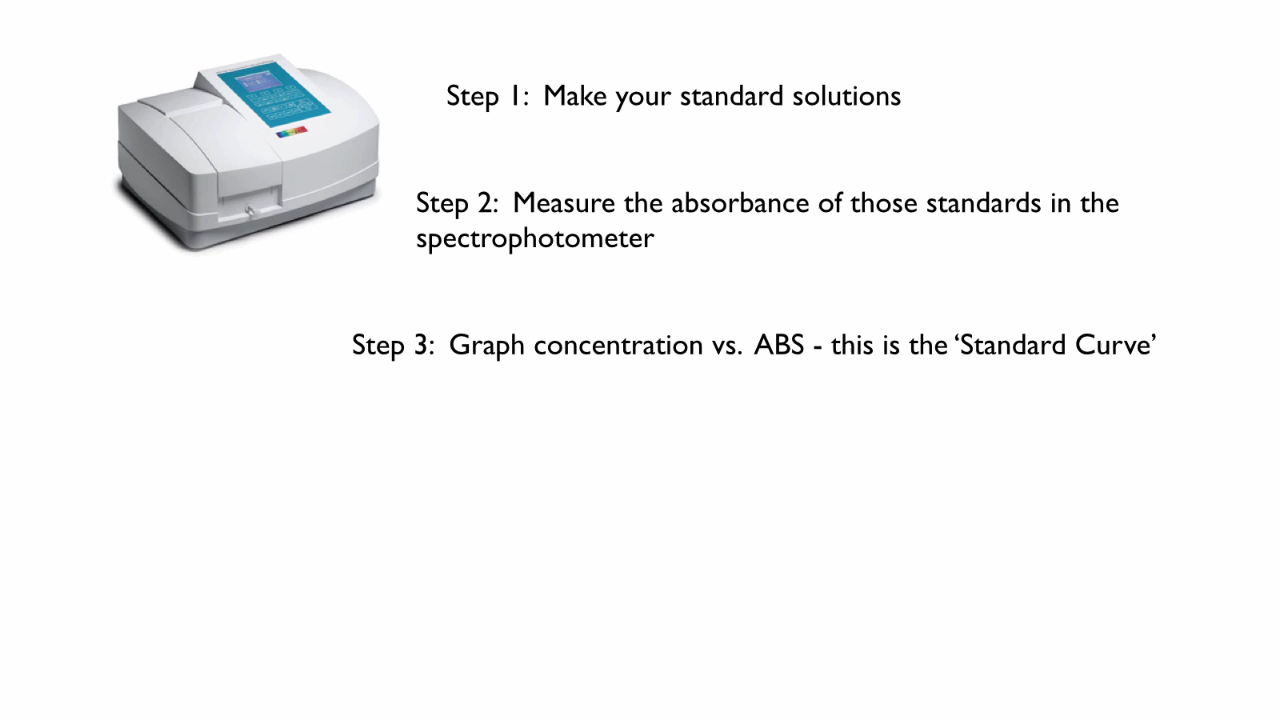 Step 1: Make your standard solutions
Step 2: Measure the absorbance of those standards in the
spectrophotometer
Step 3: Graph concentration vs. ABS - this is the ‘Standard Curve’